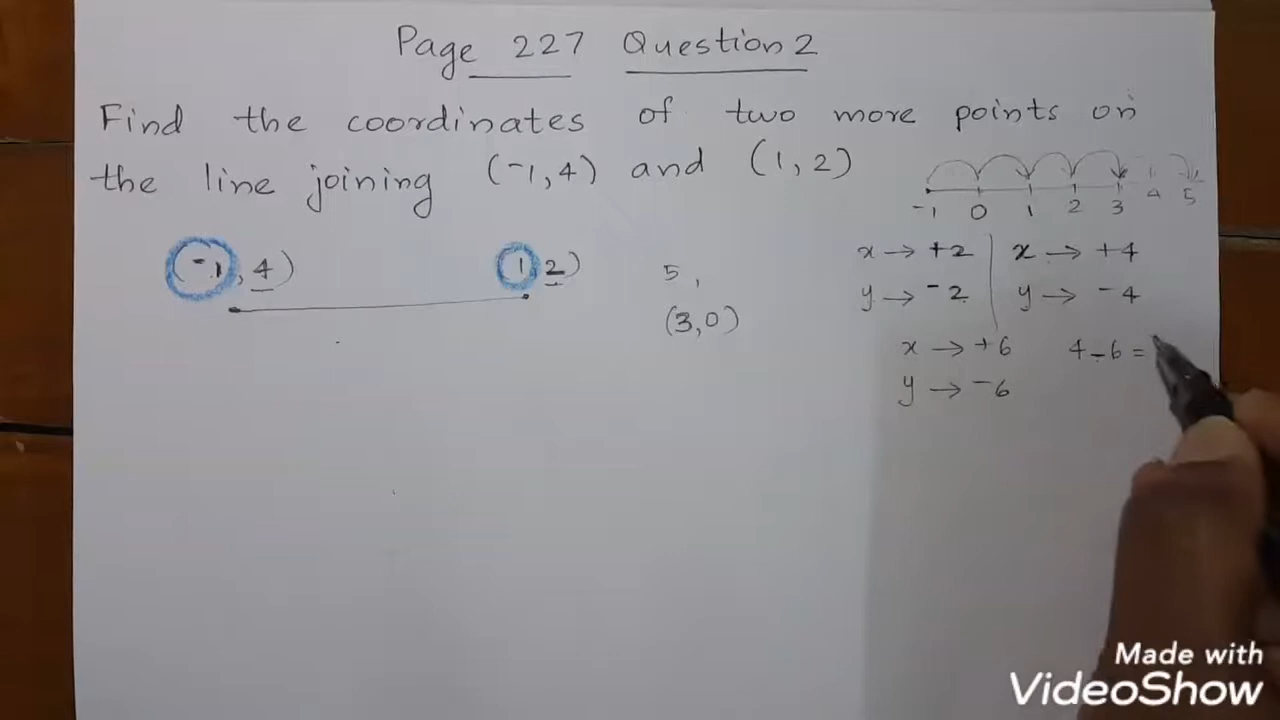 Page 227 Question 2
Find the coordinates of two more points on
the line joining (-1, 4) and (1, 2)
-1 0 1 2 3 4 5
(-1, 4) 1 2)
5,
(3,0)
x → +2 x → +4
y → -2 y → -4
x → +6 4-6=
y → -6
Made with
VideoShow